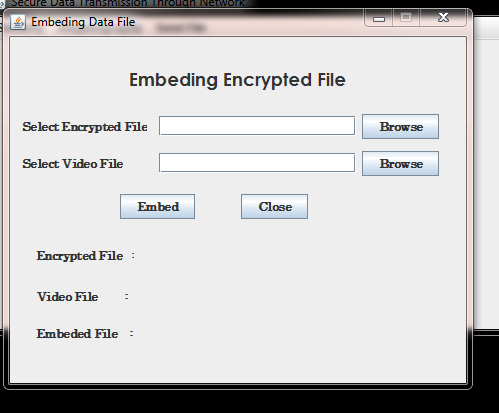 Secure Data Transmission Through Network
Embeding Data File
Embeding Encrypted File
Select Encrypted File
Browse
Select Video File
Browse
Embed
Close
Encrypted File :
Video File :
Embeded File :